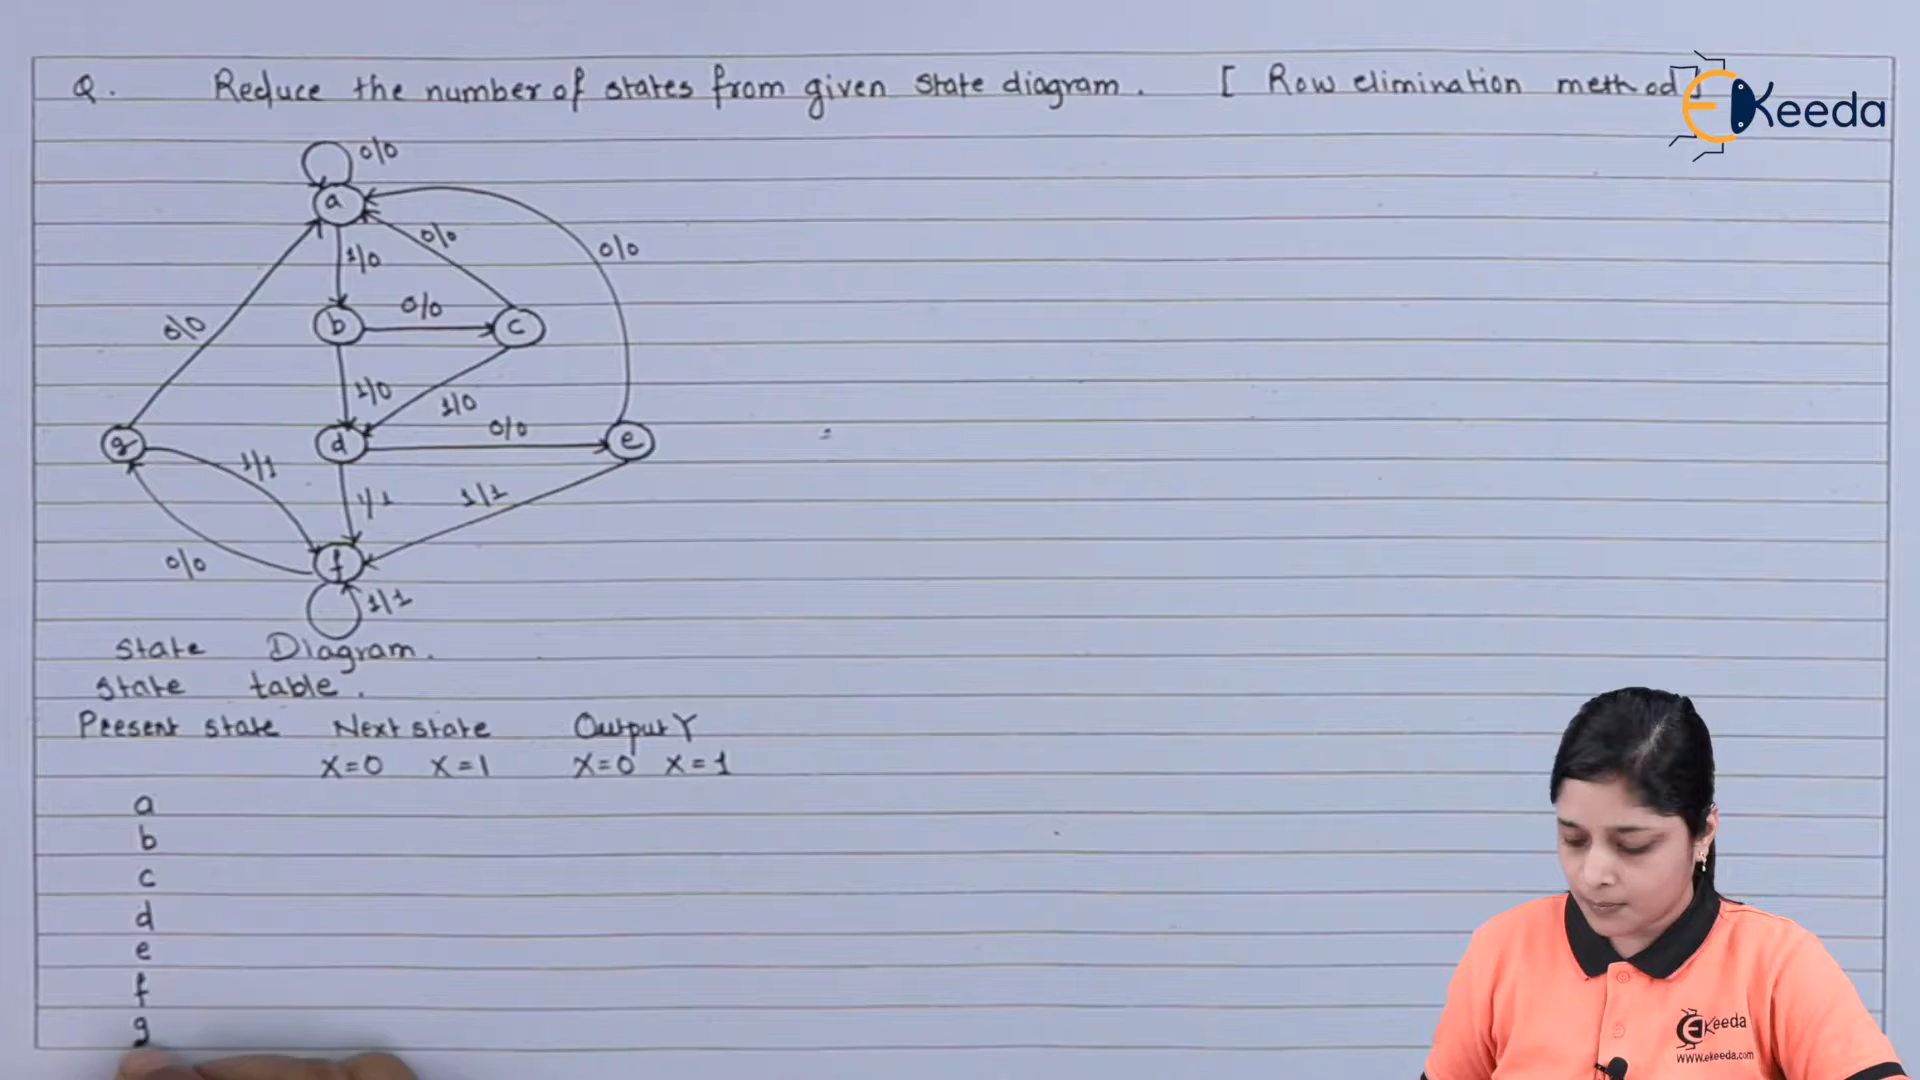 Q. Reduce the number of states from given state diagram. [ Row elimination method]
EKeeda
0/0
a
0/0
1/0
0/0
0/0
0/0
b
c
1/0
1/0
g
d
0/0
e
1/1
1/1
1/1
0/0
f
1/1
State Diagram.
State table.
Present state Next state Output Y
X=0 X=1 X=0 X=1
a
b
c
d
e
f
g
EKeeda
www.ekeeda.com